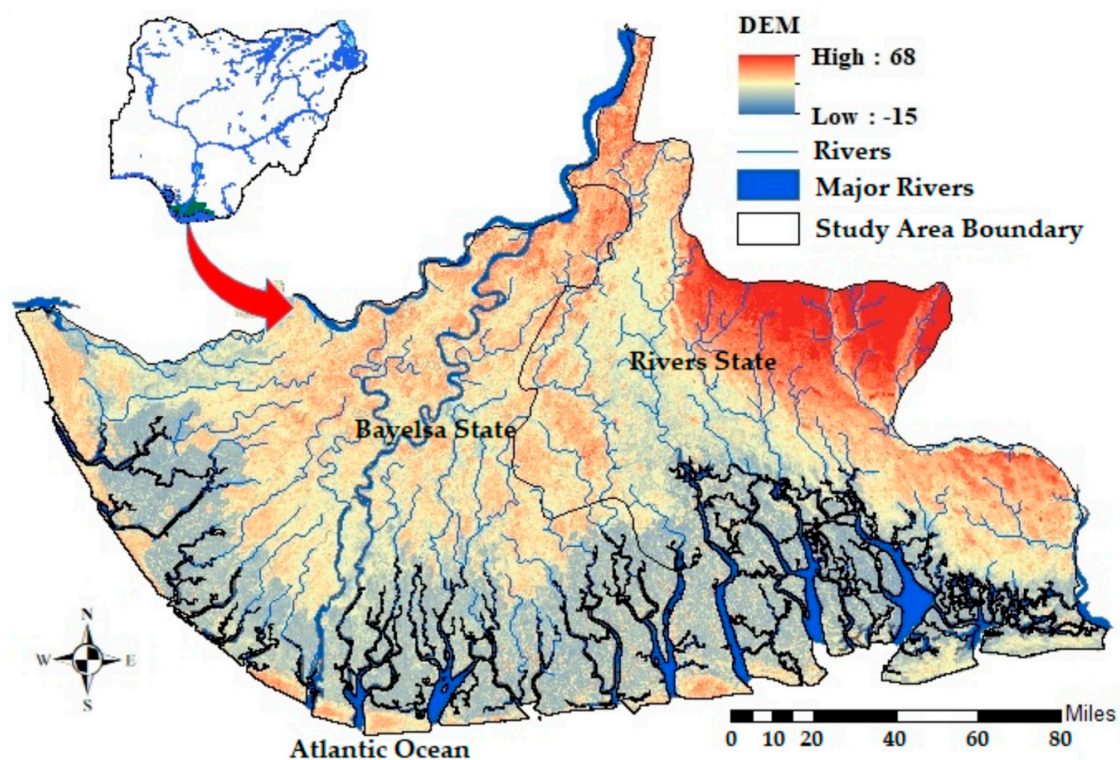 DEM
High : 68
Low : -15
Rivers
Major Rivers
Study Area Boundary
Rivers State
Bayelsa State
N
W E
S
Atlantic Ocean
Miles
0 10 20 40 60 80